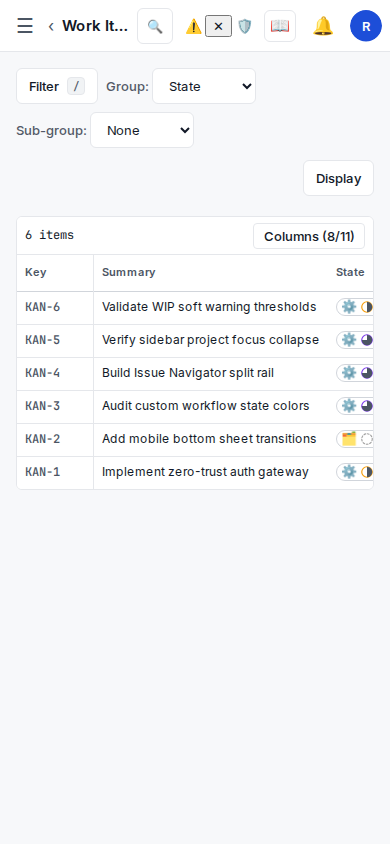 ☰ ‹ Work It... 🔍 ⚠️ ✕ 🛡️ 📖 🔔 R
Filter / Group: State
Sub-group: None
Display
6 items Columns (8/11)
Key Summary State
KAN-6 Validate WIP soft warning thresholds
KAN-5 Verify sidebar project focus collapse
KAN-4 Build Issue Navigator split rail
KAN-3 Audit custom workflow state colors
KAN-2 Add mobile bottom sheet transitions
KAN-1 Implement zero-trust auth gateway